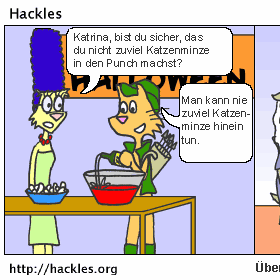 Hackles
Katrina, bist du sicher, das
du nicht zuviel Katzenminze
in den Punch machst?
HALLOWEEN
Man kann nie
zuviel Katzen-
minze hinein
tun.
http://hackles.org
Über